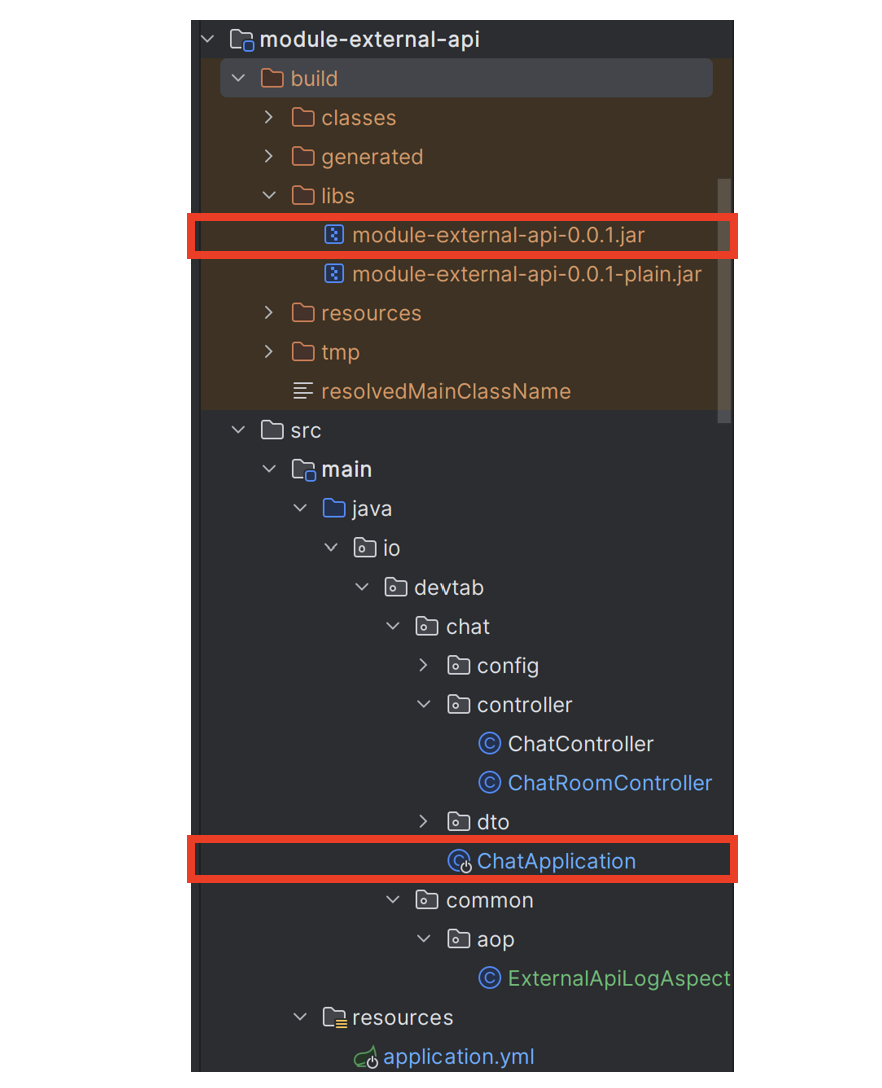 module-external-api
build
classes
generated
libs
module-external-api-0.0.1.jar
module-external-api-0.0.1-plain.jar
resources
tmp
resolvedMainClassName
src
main
java
io
devtab
chat
config
controller
ChatController
ChatRoomController
dto
ChatApplication
common
aop
ExternalApiLogAspect
resources
application.yml